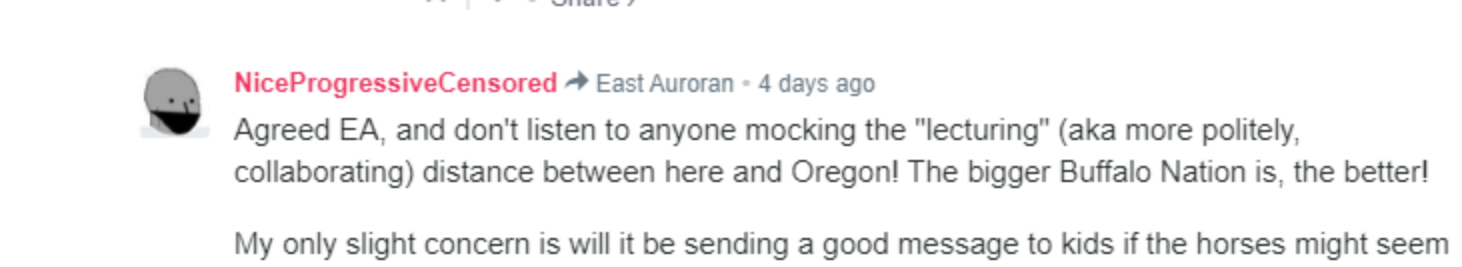 Share ›
NiceProgressiveCensored East Auroran • 4 days ago
Agreed EA, and don't listen to anyone mocking the "lecturing" (aka more politely,
collaborating) distance between here and Oregon! The bigger Buffalo Nation is, the better!
My only slight concern is will it be sending a good message to kids if the horses might seem